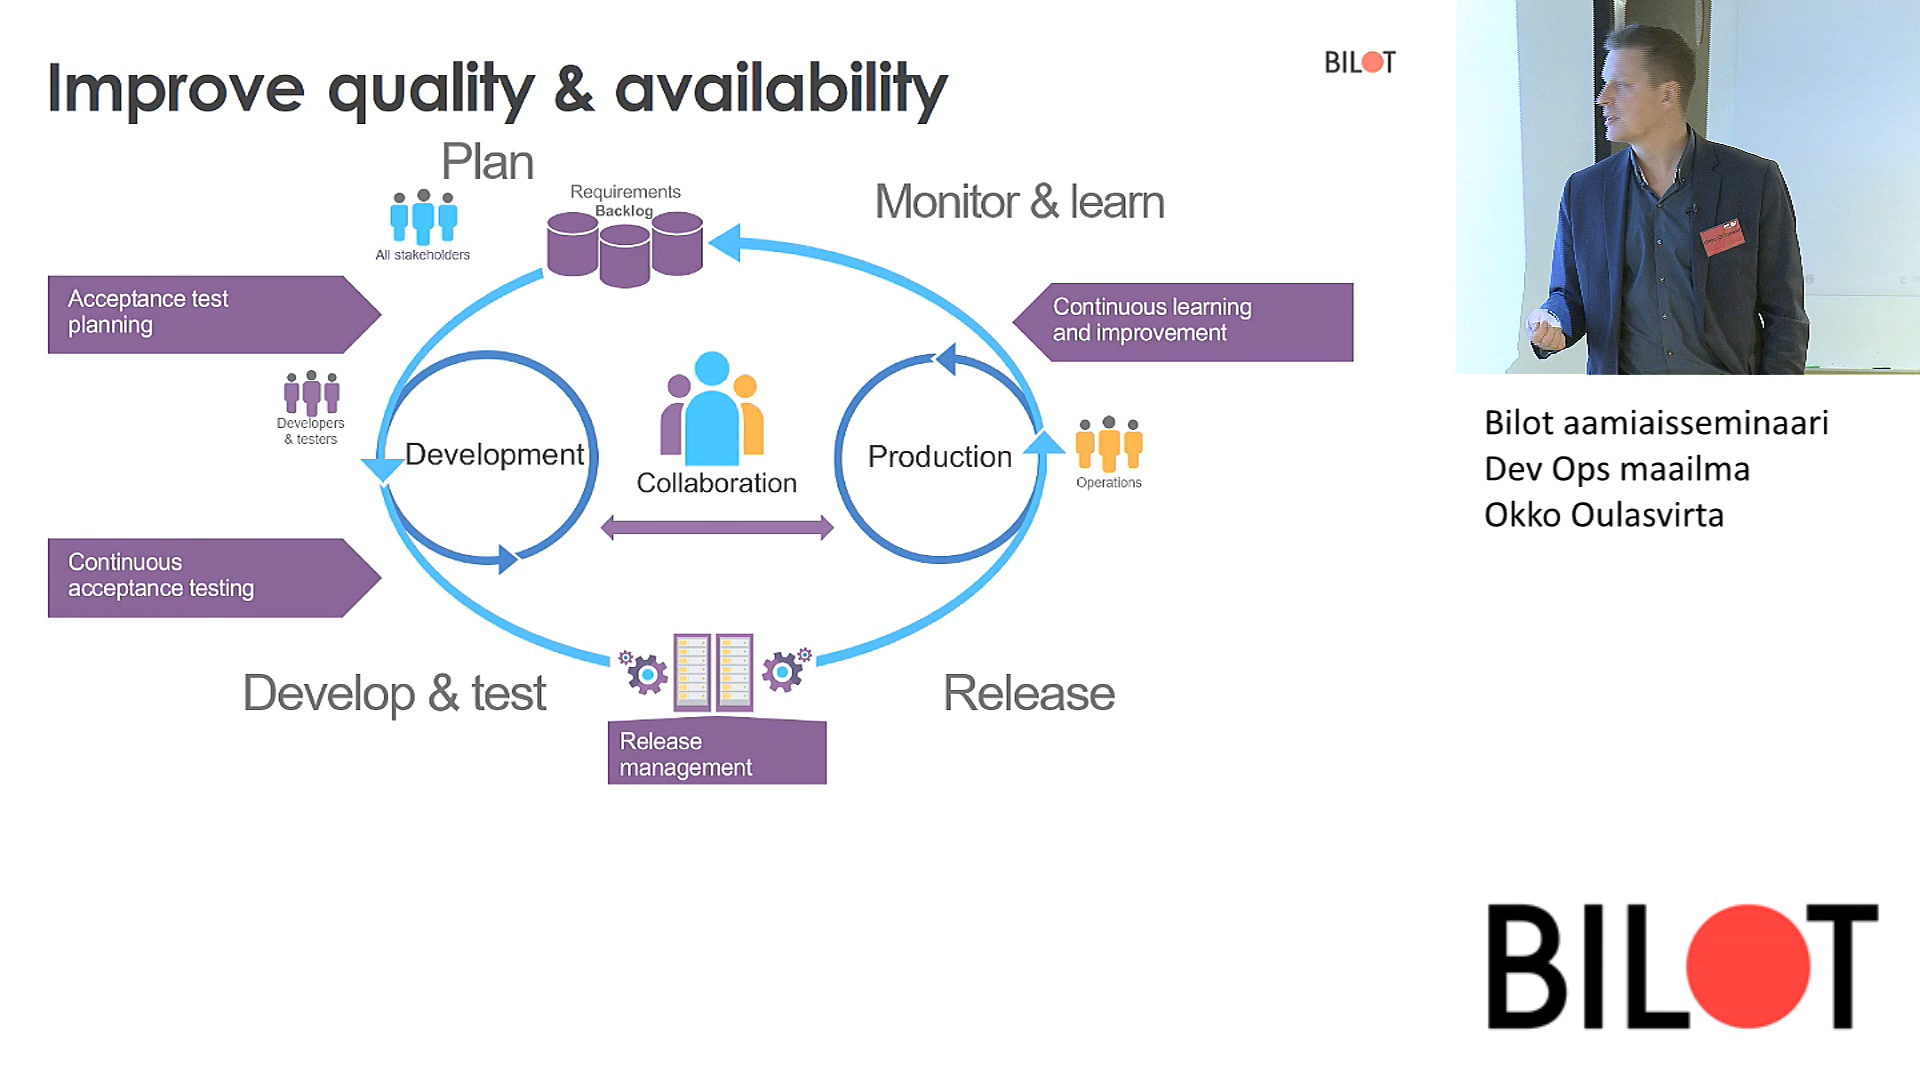 Improve quality & availability
BILOT
Plan
Requirements
Backlog
All stakeholders
Monitor & learn
Acceptance test
planning
Continuous learning
and improvement
Developers
& testers
Development
Collaboration
Production
Operations
Continuous
acceptance testing
Develop & test
Release
Release
management
Bilot aamiaisseminaari
Dev Ops maailma
Okko Oulasvirta
BILOT